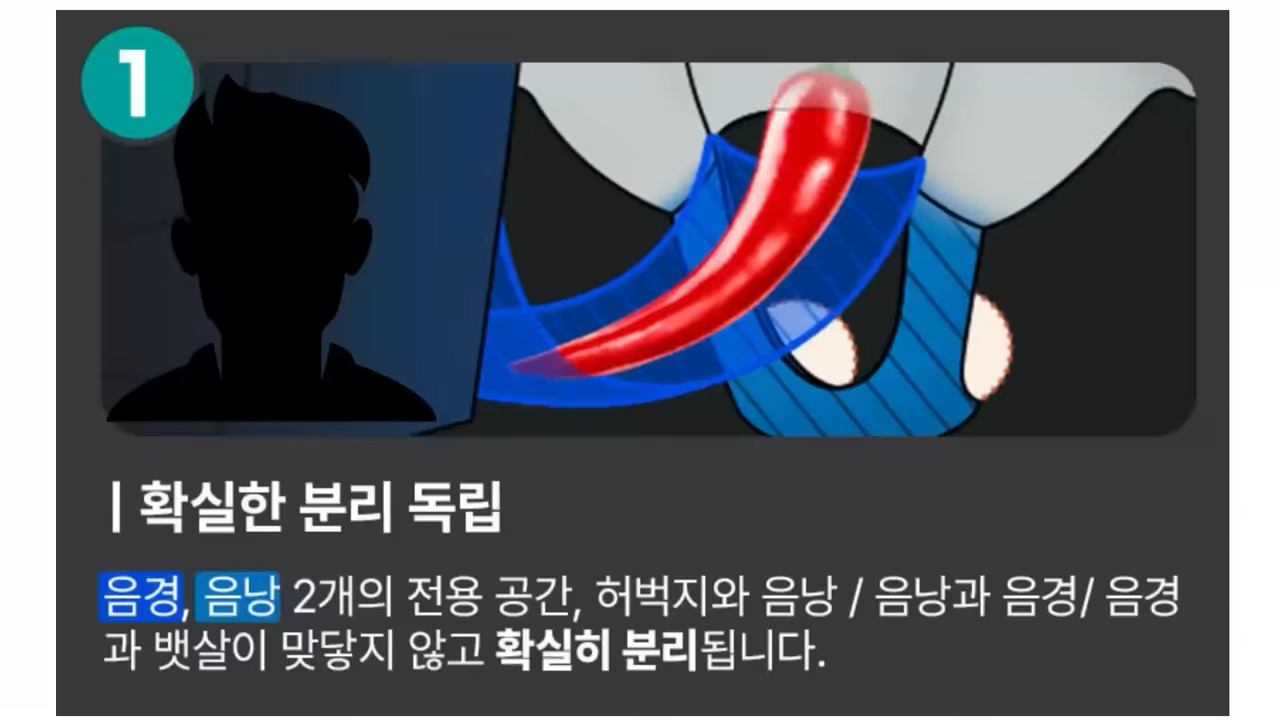 1
| 확실한 분리 독립
음경, 음낭 2개의 전용 공간, 허벅지와 음낭 / 음낭과 음경/ 음경
과 뱃살이 맞닿지 않고 확실히 분리됩니다.